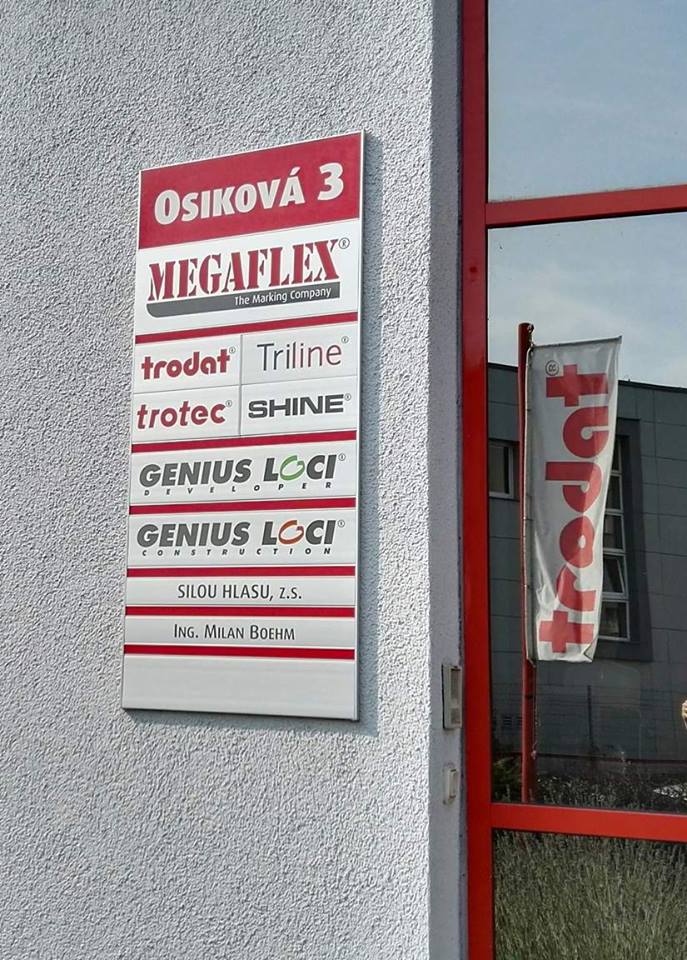 OSIKOVÁ 3
MEGAFLEX®
The Marking Company
trodat® Triline®
trotec® SHINE®
GENIUS LOCI®
DEVELOPER
GENIUS LOCI®
CONSTRUCTION
SILOU HLASU, z.s.
ING. MILAN BOEHM
trodat®